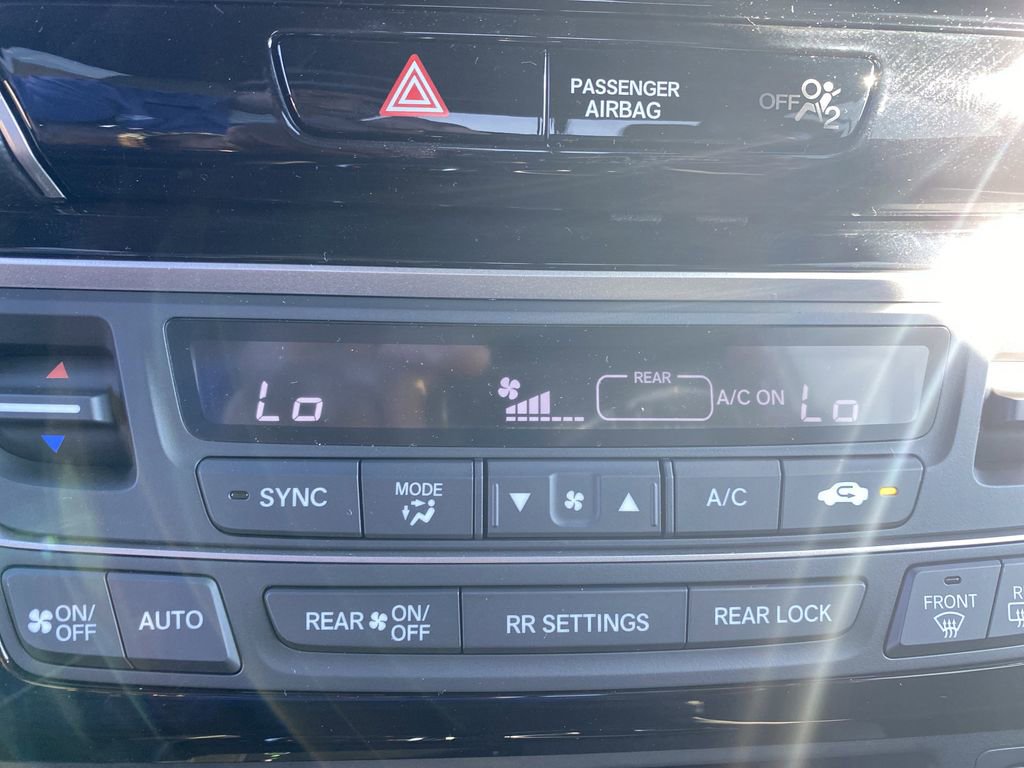 PASSENGER
AIRBAG
OFF
2
Lo
REAR
A/C ON
Lo
SYNC
MODE
A/C
ON/
OFF
AUTO
REAR
ON/
OFF
RR SETTINGS
REAR LOCK
FRONT